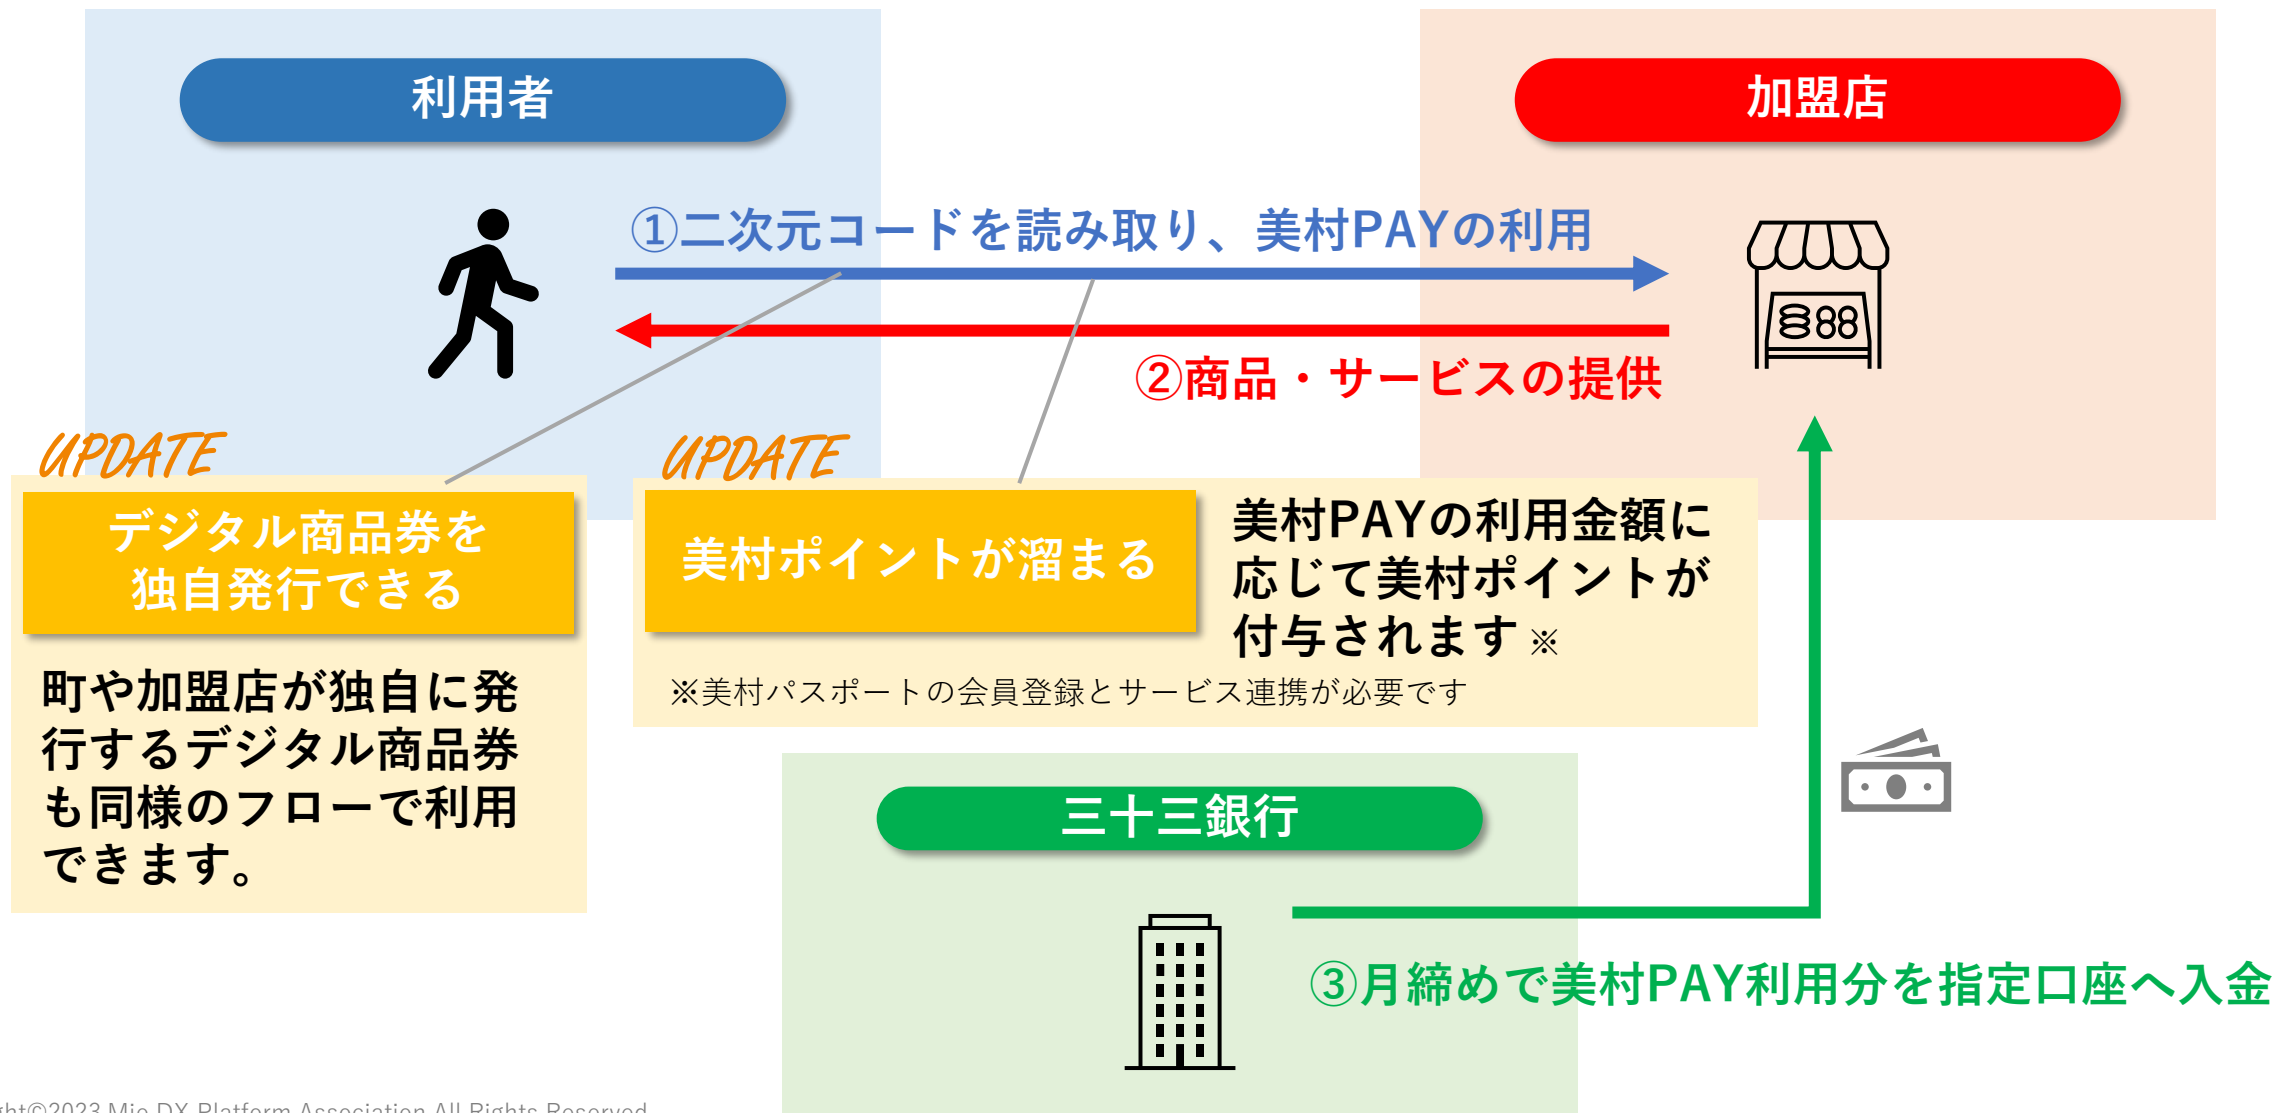 利用者
加盟店
①二次元コードを読み取り、美村PAYの利用
②商品・サービスの提供
UPDATE
デジタル商品券を
独自発行できる
町や加盟店が独自に発
行するデジタル商品券
も同様のフローで利用
できます。
UPDATE
美村ポイントが溜まる
美村PAYの利用金額に
応じて美村ポイントが
付与されます※
※美村パスポートの会員登録とサービス連携が必要です
三十三銀行
③月締めで美村PAY利用分を指定口座へ入金
ght©2023 Mie DX Platform Association All Rights Reserved